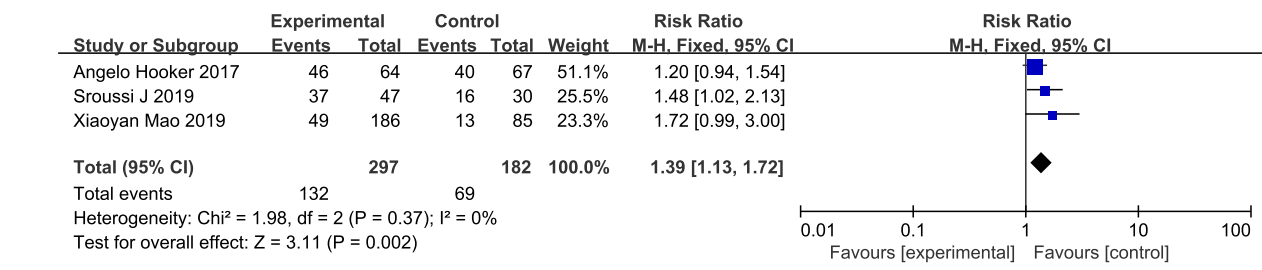 Experimental Control Risk Ratio Risk Ratio
Study or Subgroup Events Total Events Total Weight M-H, Fixed, 95% CI M-H, Fixed, 95% CI
Angelo Hooker 2017 46 64 40 67 51.1% 1.20 [0.94, 1.54]
Sroussi J 2019 37 47 16 30 25.5% 1.48 [1.02, 2.13]
Xiaoyan Mao 2019 49 186 13 85 23.3% 1.72 [0.99, 3.00]
Total (95% CI) 297 182 100.0% 1.39 [1.13, 1.72]
Total events 132 69
Heterogeneity: Chi² = 1.98, df = 2 (P = 0.37); I² = 0%
Test for overall effect: Z = 3.11 (P = 0.002)
0.01 0.1 1 10 100
Favours [experimental] Favours [control]